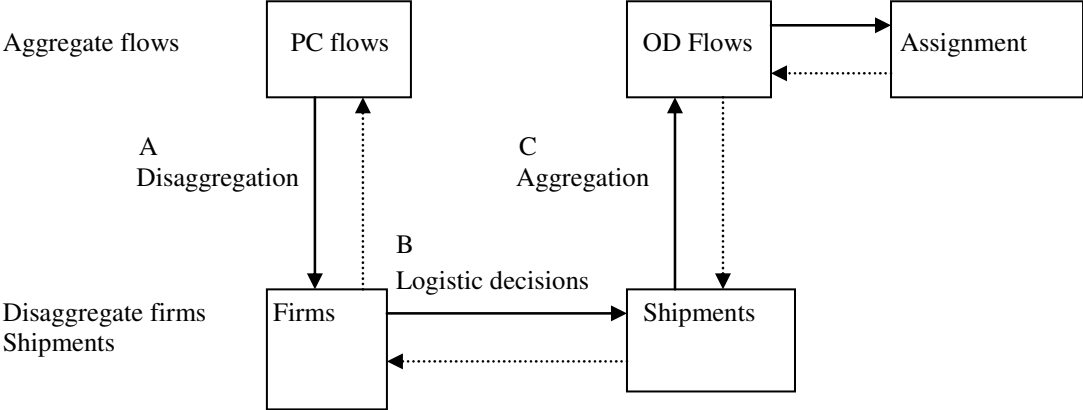 Aggregate flows
PC flows
OD Flows
Assignment
A
Disaggregation
C
Aggregation
B
Logistic decisions
Disaggregate firms
Shipments
Firms
Shipments